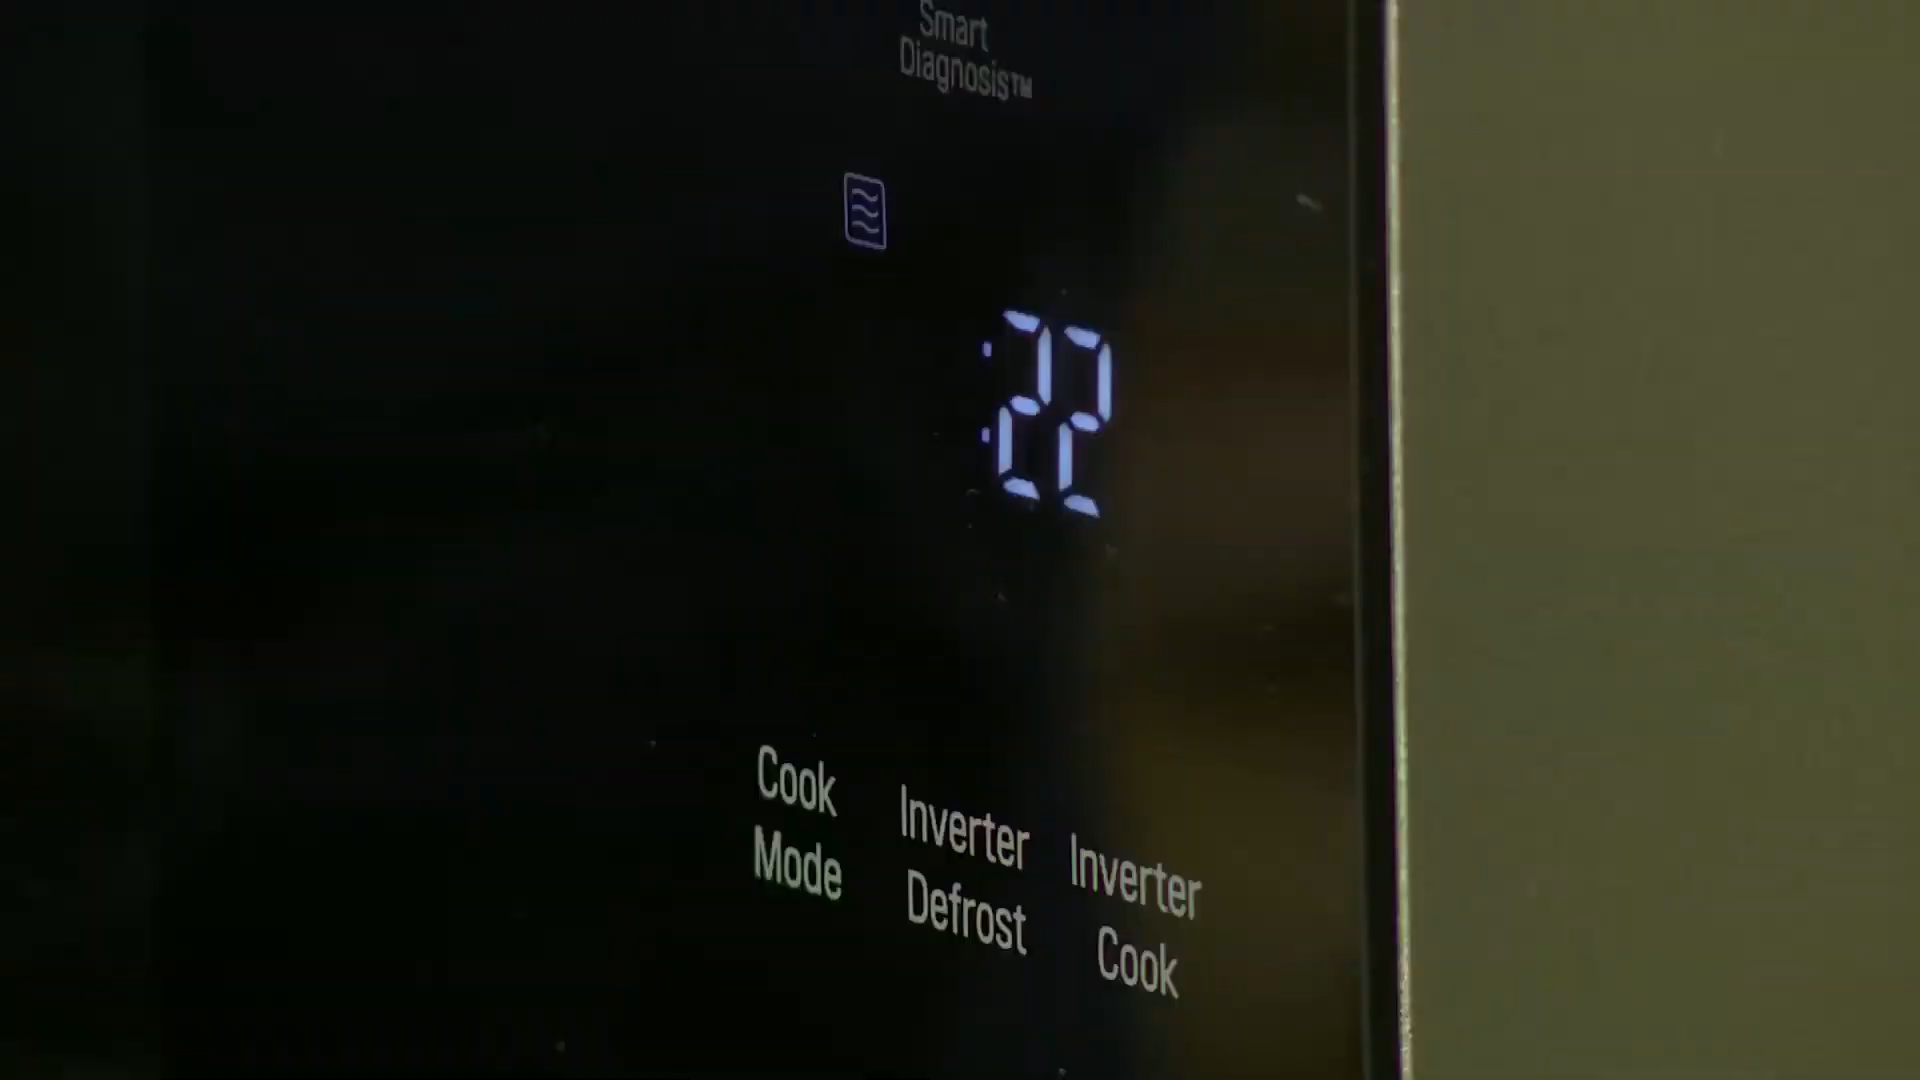 Smart
Diagnosis™
:22
Cook
Mode
Inverter
Defrost
Inverter
Cook